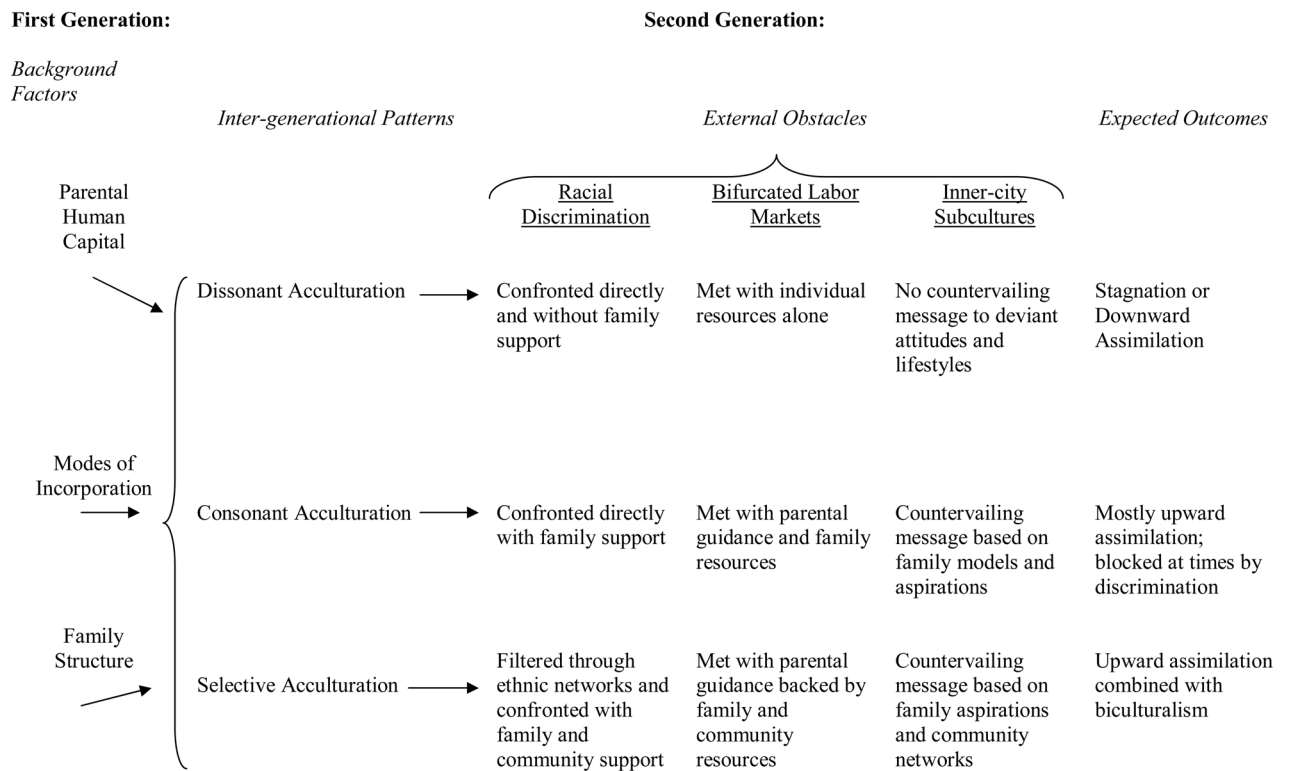 First Generation:
Second Generation:
Background
Factors
Inter-generational Patterns
External Obstacles
Expected Outcomes
Parental
Human
Capital
Racial
Discrimination
Bifurcated Labor
Markets
Inner-city
Subcultures
Dissonant Acculturation
Confronted directly
and without family
support
Met with individual
resources alone
No countervailing
message to deviant
attitudes and
lifestyles
Stagnation or
Downward
Assimilation
Modes of
Incorporation
Consonant Acculturation
Confronted directly
with family support
Met with parental
guidance and family
resources
Countervailing
message based on
family models and
aspirations
Mostly upward
assimilation;
blocked at times by
discrimination
Family
Structure
Selective Acculturation
Filtered through
ethnic networks and
confronted with
family and
community support
Met with parental
guidance backed by
family and
community
resources
Countervailing
message based on
family aspirations
and community
networks
Upward assimilation
combined with
biculturalism